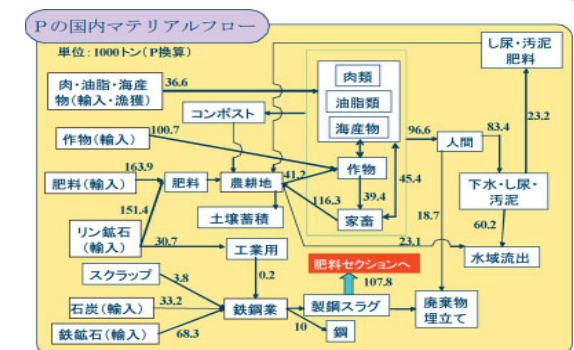 Pの国内マテリアルフロー
単位:1000トン(P換算)
肉・油脂・海産
物(輸入・漁獲)
36.6
肉類
油脂類
海産物
し尿・汚泥
肥料
コンポスト
作物(輸入)
100.7
96.6
人間
83.4
23.2
肥料(輸入)
163.9
肥料
農耕地
41.2
作物
39.4
45.4
下水・し尿・
汚泥
151.4
116.3
土壌蓄積
家畜
18.7
60.2
リン鉱石
(輸入)
30.7
工業用
23.1
水域流出
スクラップ
3.8
0.2
肥料セクションへ
107.8
石炭(輸入)
33.2
鉄鋼業
製鋼スラグ
廃棄物
埋立て
鉄鉱石(輸入)
68.3
10
鋼